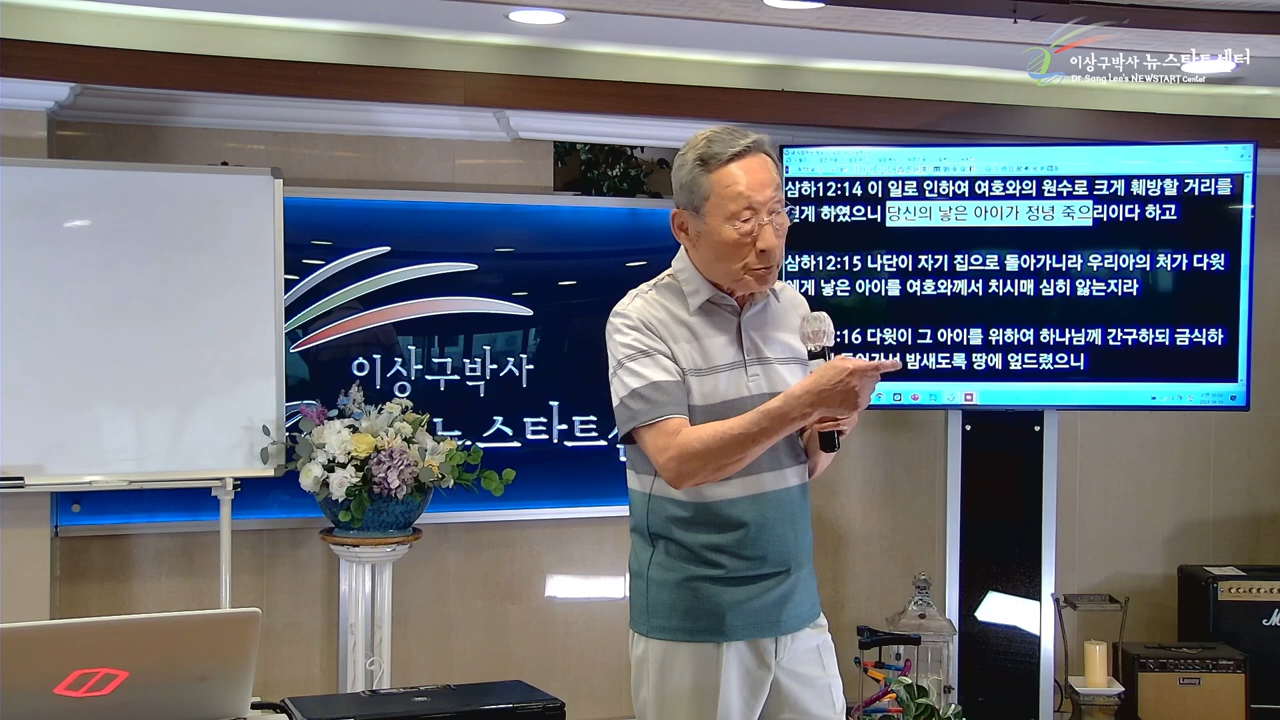 이상구박사 뉴스타트센터
Dr. Sang Lee's NEWSTART Center
삼하12:14 이 일로 인하여 여호와의 원수로 크게 훼방할 거리를
하였으니 당신의 낳은 아이가 정녕 죽으리이다 하고
삼하12:15 나단이 자기 집으로 돌아가니라 우리아의 처가 다윗
에게 낳은 아이를 여호와께서 치시매 심히 앓는지라
:16 다윗이 그 아이를 위하여 하나님께 간구하되 금식하
밤새도록 땅에 엎드렸으니
이상구박사
뉴 스타트
Laney